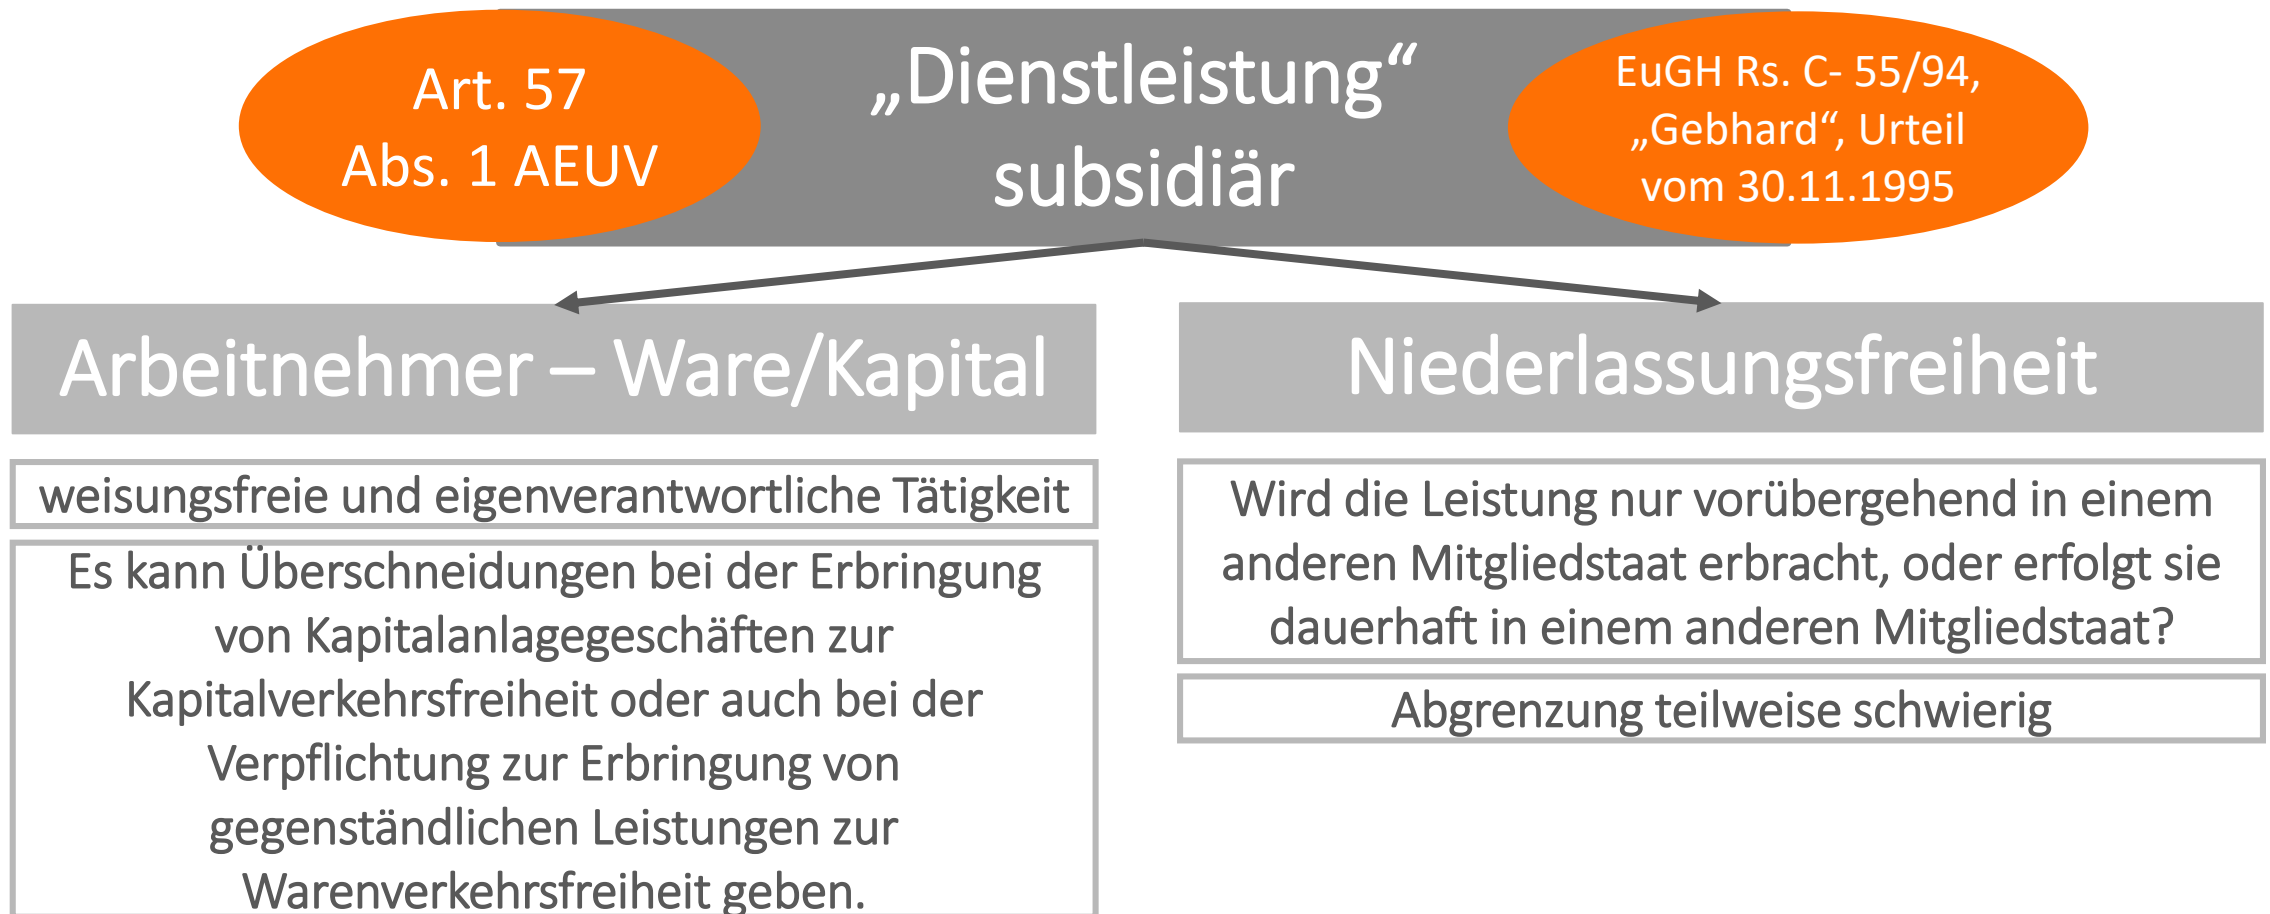 Art. 57
Abs. 1 AEUV
„Dienstleistung“
subsidiär
EuGH Rs. C- 55/94,
„Gebhard“, Urteil
vom 30.11.1995
Arbeitnehmer – Ware/Kapital
weisungsfreie und eigenverantwortliche Tätigkeit
Es kann Überschneidungen bei der Erbringung
von Kapitalanlagegeschäften zur
Kapitalverkehrsfreiheit oder auch bei der
Verpflichtung zur Erbringung von
gegenständlichen Leistungen zur
Warenverkehrsfreiheit geben.
Niederlassungsfreiheit
Wird die Leistung nur vorübergehend in einem
anderen Mitgliedstaat erbracht, oder erfolgt sie
dauerhaft in einem anderen Mitgliedstaat?
Abgrenzung teilweise schwierig